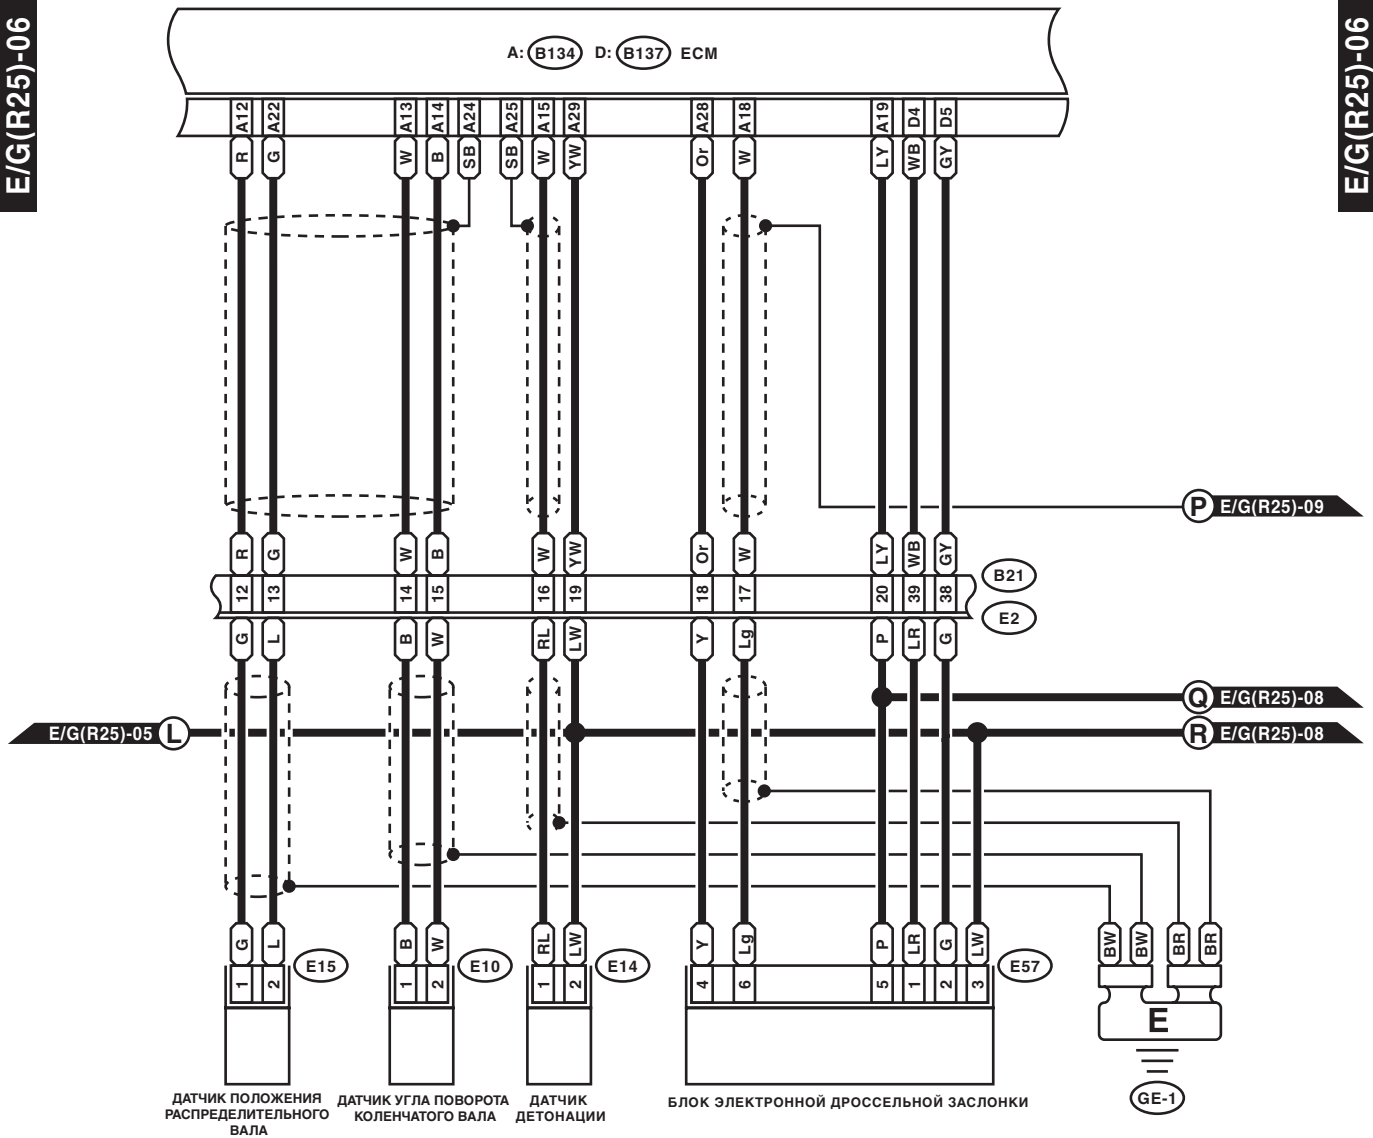 E/G(R25)-06
E/G(R25)-06
A: B134 D: B137 ECM
A12 A22 A13 A14 A24 A25 A15 A29 A28 A18 A19 D4 D5
R G W B SB SB W YW Or W LY WB GY
P E/G(R25)-09
R G W B W YW Or W LY WB GY
B21
12 13 14 15 16 19 18 17 20 39 38
E2
G L B W RL LW Y Lg P LR G
Q E/G(R25)-08
E/G(R25)-05 L R E/G(R25)-08
G L B W RL LW Y Lg P LR G LW BW BW BR BR
E15 E10 E14 E57
1 2 1 2 1 2 4 6 5 1 2 3
E
GE-1
ДАТЧИК ПОЛОЖЕНИЯ
РАСПРЕДЕЛИТЕЛЬНОГО
ВАЛА
ДАТЧИК УГЛА ПОВОРОТА
КОЛЕНЧАТОГО ВАЛА
ДАТЧИК
ДЕТОНАЦИИ
БЛОК ЭЛЕКТРОННОЙ ДРОССЕЛЬНОЙ ЗАСЛОНКИ